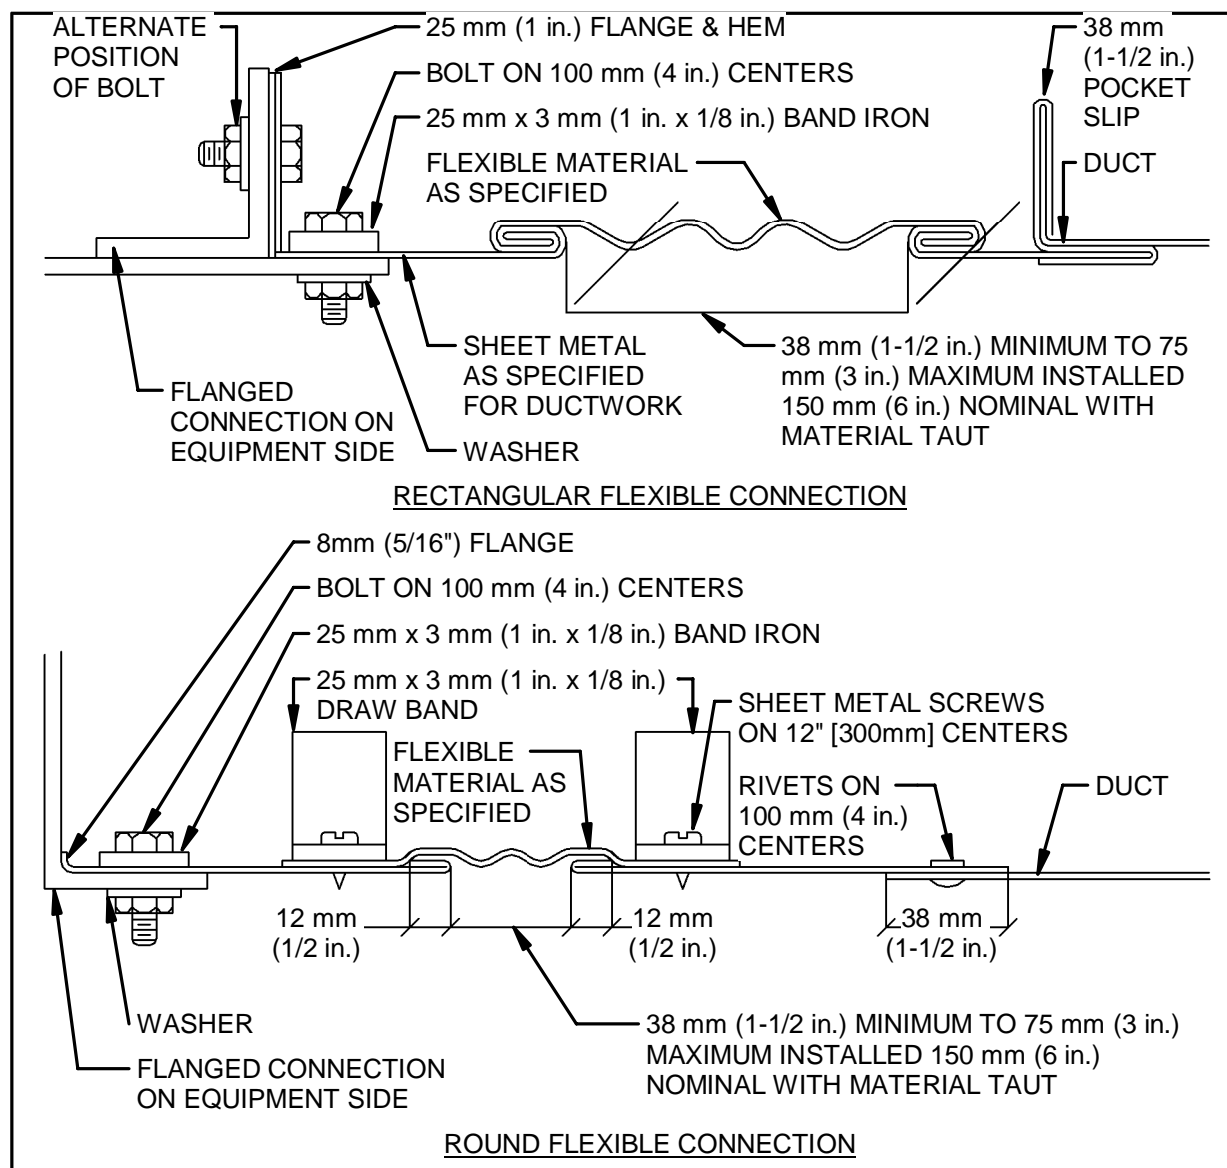 ALTERNATE
POSITION
OF BOLT
25 mm (1 in.) FLANGE & HEM
BOLT ON 100 mm (4 in.) CENTERS
25 mm x 3 mm (1 in. x 1/8 in.) BAND IRON
FLEXIBLE MATERIAL
AS SPECIFIED
38 mm
(1-1/2 in.)
POCKET
SLIP
DUCT
FLANGED
CONNECTION ON
EQUIPMENT SIDE
SHEET METAL
AS SPECIFIED
FOR DUCTWORK
WASHER
38 mm (1-1/2 in.) MINIMUM TO 75
mm (3 in.) MAXIMUM INSTALLED
150 mm (6 in.) NOMINAL WITH
MATERIAL TAUT
RECTANGULAR FLEXIBLE CONNECTION
8mm (5/16") FLANGE
BOLT ON 100 mm (4 in.) CENTERS
25 mm x 3 mm (1 in. x 1/8 in.) BAND IRON
25 mm x 3 mm (1 in. x 1/8 in.)
DRAW BAND
FLEXIBLE
MATERIAL AS
SPECIFIED
SHEET METAL SCREWS
ON 12" [300mm] CENTERS
RIVETS ON
100 mm (4 in.)
CENTERS
DUCT
12 mm
(1/2 in.)
12 mm
(1/2 in.)
38 mm
(1-1/2 in.)
WASHER
FLANGED CONNECTION
ON EQUIPMENT SIDE
38 mm (1-1/2 in.) MINIMUM TO 75 mm (3 in.)
MAXIMUM INSTALLED 150 mm (6 in.)
NOMINAL WITH MATERIAL TAUT
ROUND FLEXIBLE CONNECTION